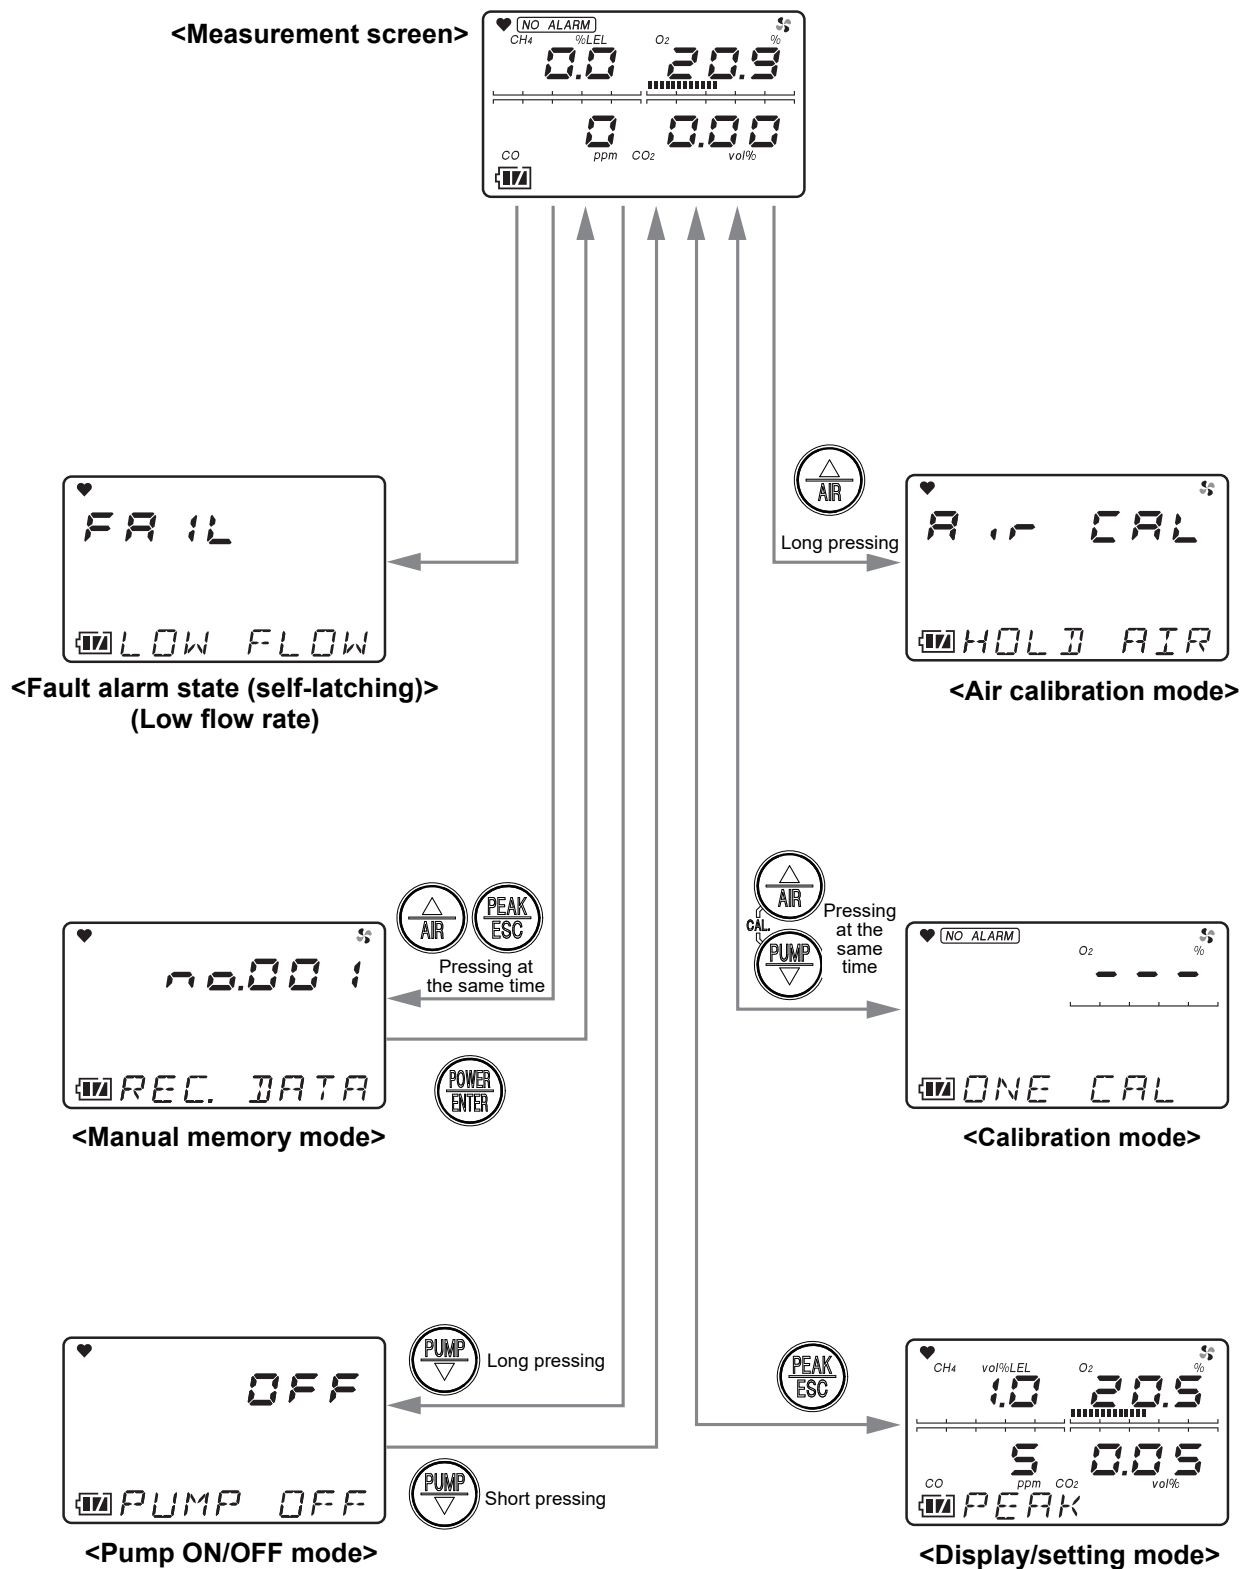 <Measurement screen>
NO ALARM
CH4 %LEL O2 %
0.0 20.9
0 0.00
CO ppm CO2 vol%
FAIL
LOW FLOW
<Fault alarm state (self-latching)>
(Low flow rate)
AIR
Long pressing
Air CAL
HOLD AIR
<Air calibration mode>
AIR PEAK
ESC
Pressing at
the same time
no.001
REC. DATA
POWER
ENTER
<Manual memory mode>
AIR
CAL.
PUMP
Pressing
at the
same
time
NO ALARM
O2 %
- - -
ONE CAL
<Calibration mode>
OFF
PUMP OFF
PUMP
Long pressing
PUMP
Short pressing
<Pump ON/OFF mode>
PEAK
ESC
CH4 vol%LEL O2 %
1.0 20.5
5 0.05
CO ppm CO2 vol%
PEAK
<Display/setting mode>